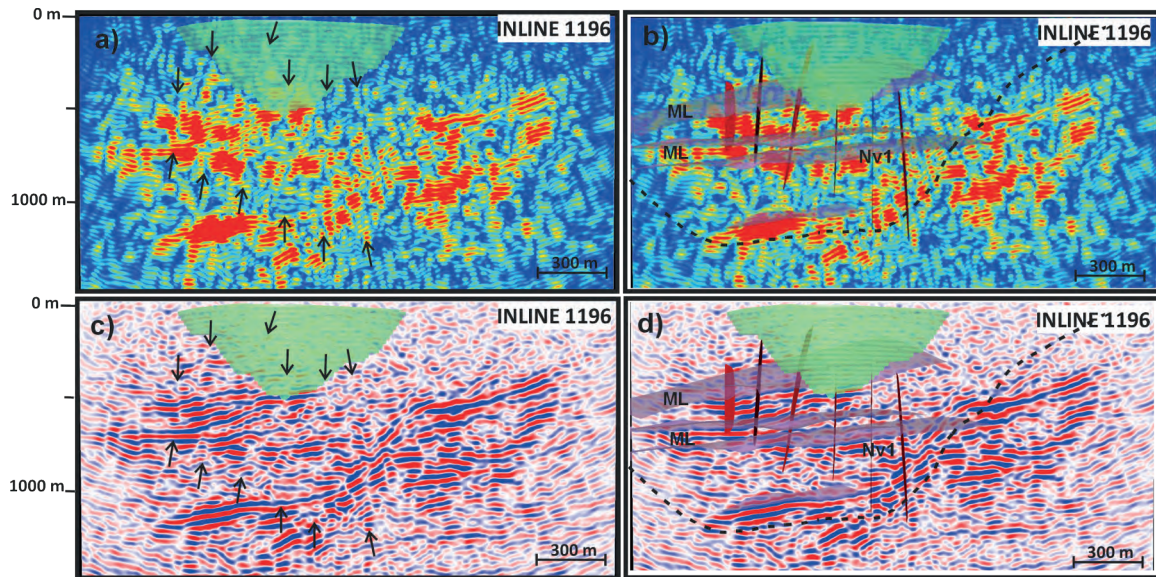 0 m
a)
INLINE 1196
b)
INLINE 1196
ML
ML
Nv1
1000 m
300 m
300 m
0 m
c)
INLINE 1196
d)
INLINE 1196
ML
ML
Nv1
1000 m
300 m
300 m